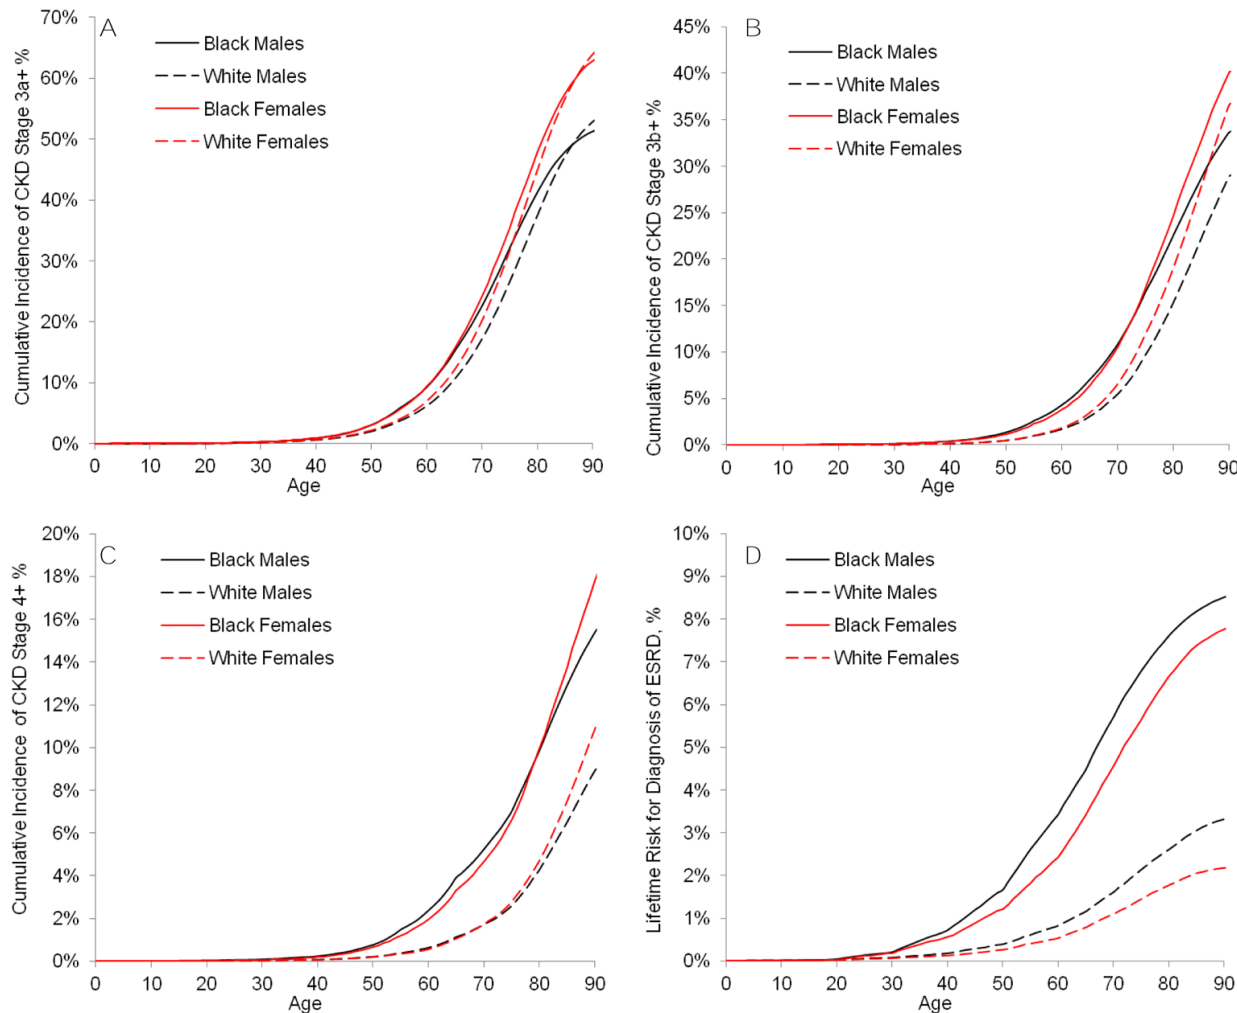 A
Cumulative Incidence of CKD Stage 3a+ %
70%
60%
50%
40%
30%
20%
10%
0%
Black Males
White Males
Black Females
White Females
0 10 20 30 40 50 60 70 80 90
Age
B
Cumulative Incidence of CKD Stage 3b+ %
45%
40%
35%
30%
25%
20%
15%
10%
5%
0%
Black Males
White Males
Black Females
White Females
0 10 20 30 40 50 60 70 80 90
Age
C
Cumulative Incidence of CKD Stage 4+ %
20%
18%
16%
14%
12%
10%
8%
6%
4%
2%
0%
Black Males
White Males
Black Females
White Females
0 10 20 30 40 50 60 70 80 90
Age
D
Lifetime Risk for Diagnosis of ESRD, %
10%
9%
8%
7%
6%
5%
4%
3%
2%
1%
0%
Black Males
White Males
Black Females
White Females
0 10 20 30 40 50 60 70 80 90
Age